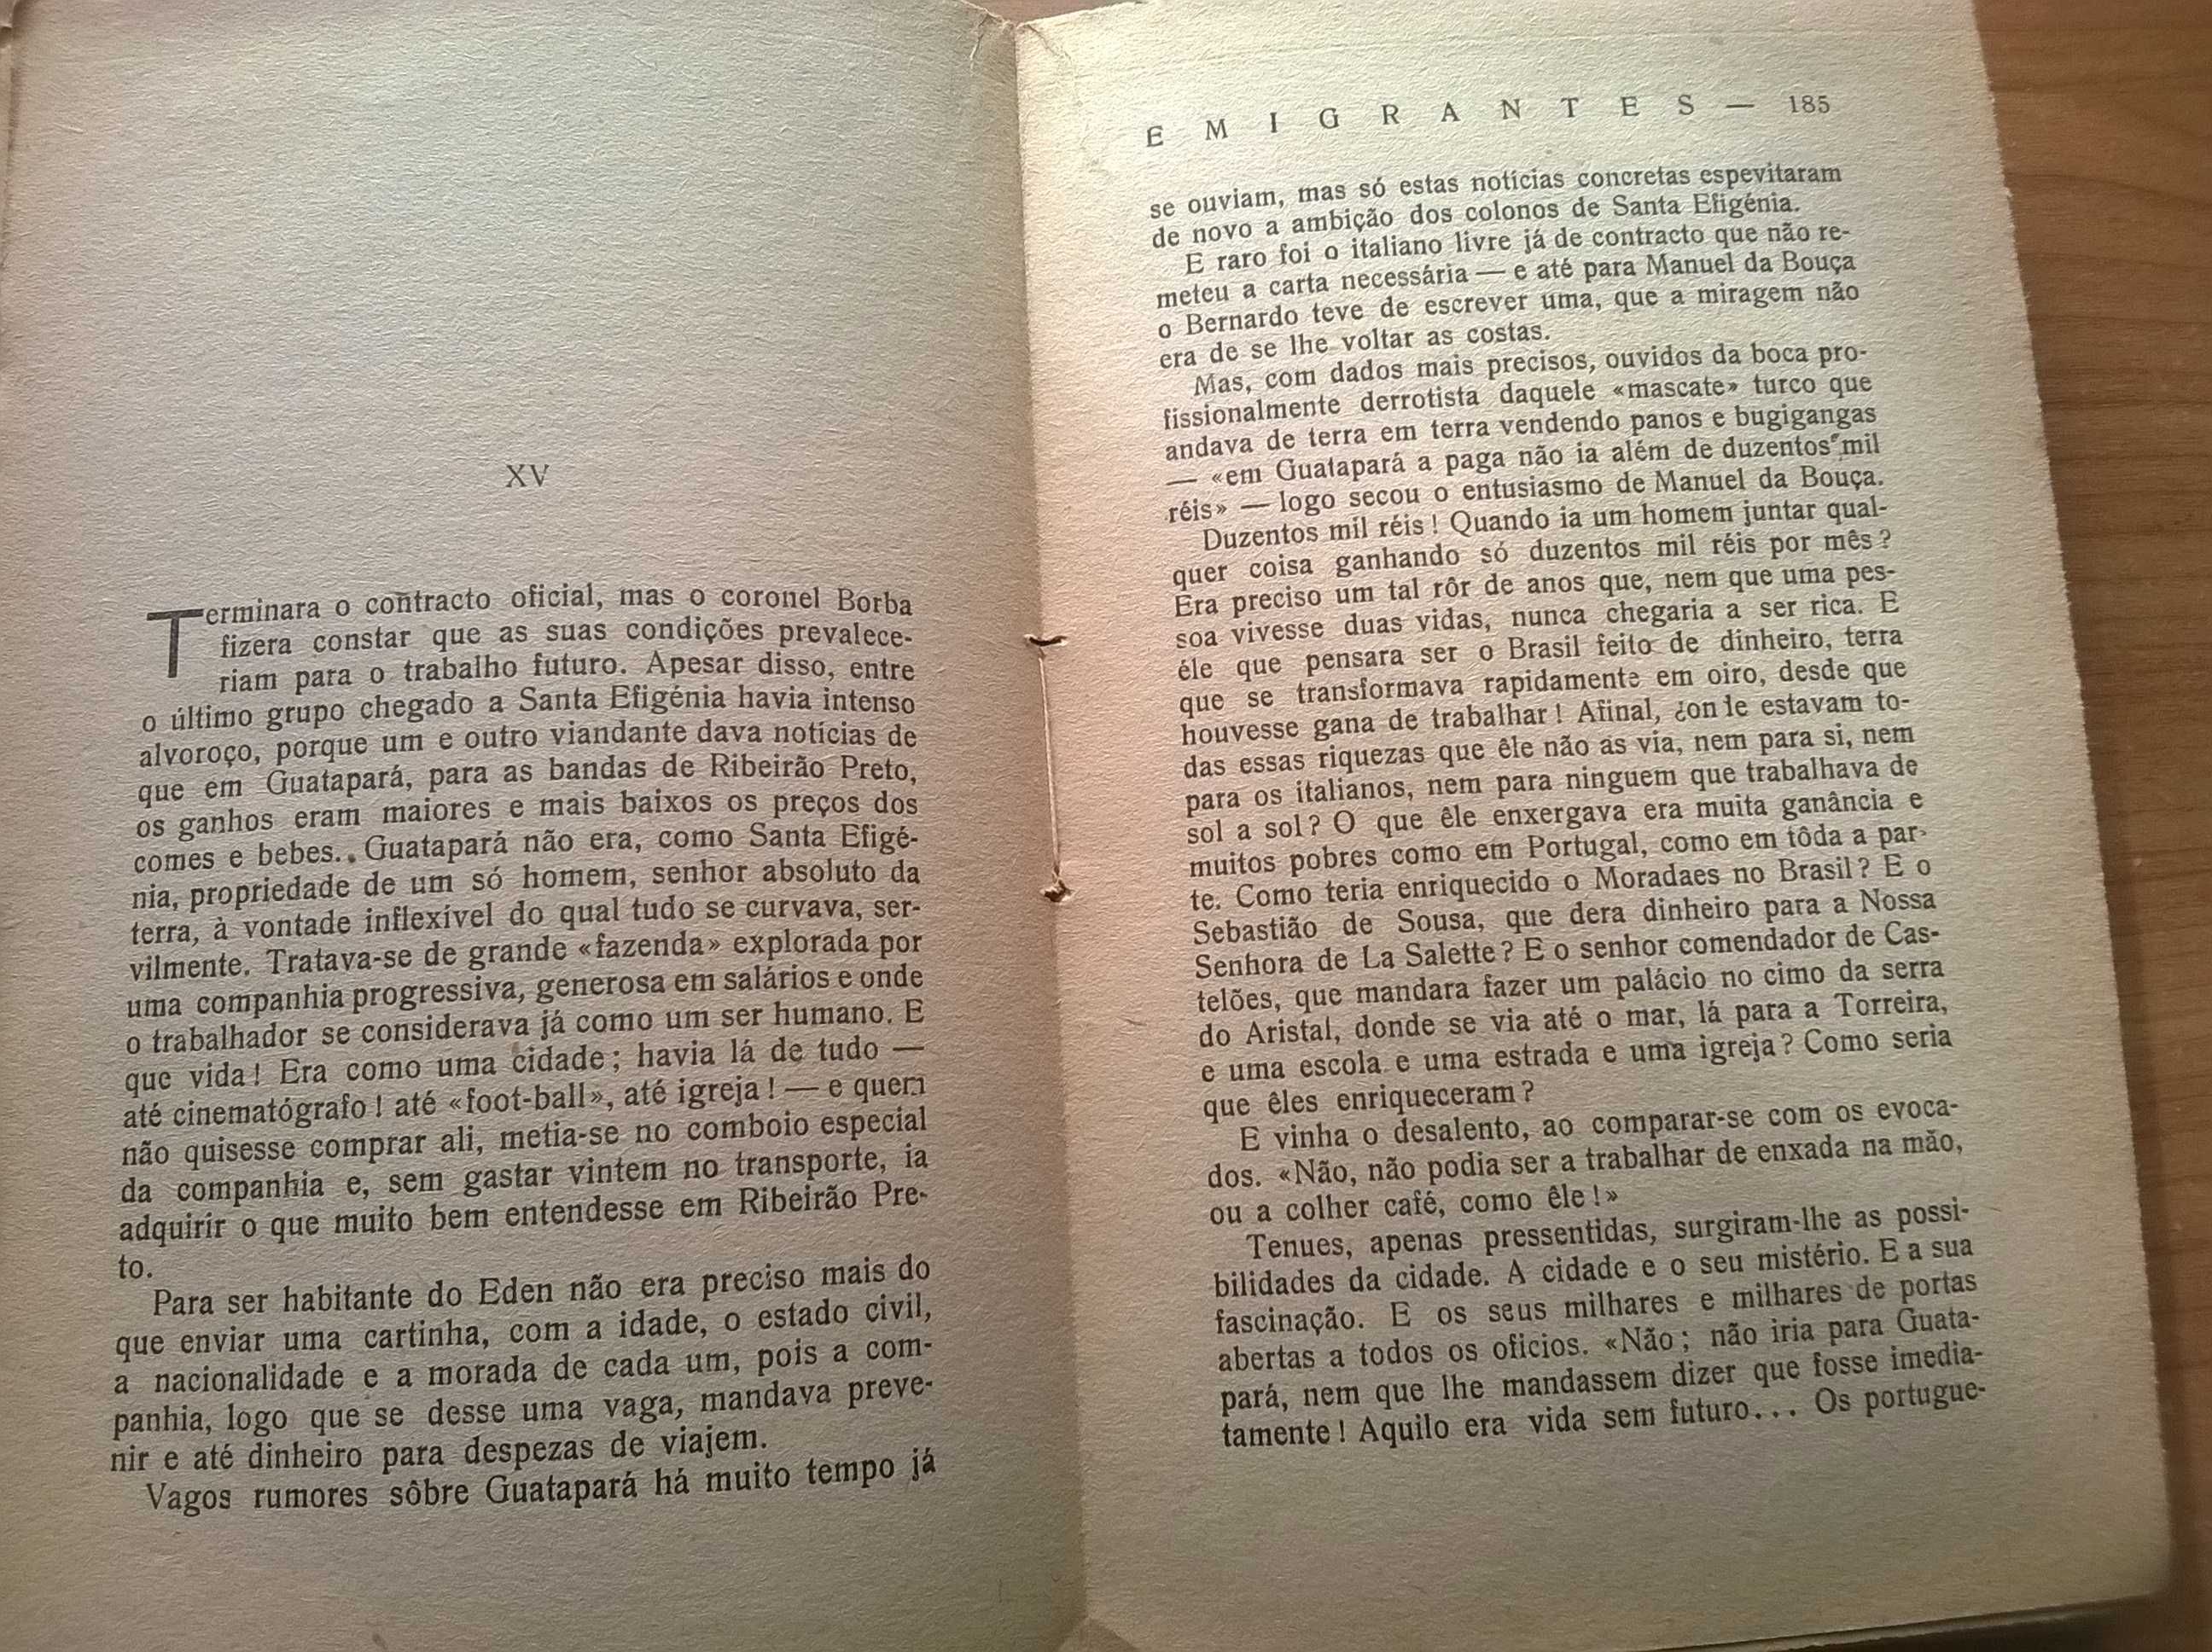 XV
Terminara o contracto oficial, mas o coronel Borba
fizera constar que as suas condições prevalece-
riam para o trabalho futuro. Apesar disso, entre
o último grupo chegado a Santa Efigénia havia intenso
alvoroço, porque um e outro viandante dava notícias de
que em Guatapará, para as bandas de Ribeirão Preto,
os ganhos eram maiores e mais baixos os preços dos
comes e bebes. Guatapará não era, como Santa Efigé-
nia, propriedade de um só homem, senhor absoluto da
terra, à vontade inflexível do qual tudo se curvava, ser-
vilmente. Tratava-se de grande «fazenda» explorada por
uma companhia progressiva, generosa em salários e onde
o trabalhador se considerava já como um ser humano. E
que vida! Era como uma cidade; havia lá de tudo —
até cinematógrafo! até «foot-ball», até igreja! — e quem
não quisesse comprar ali, metia-se no comboio especial
da companhia e, sem gastar vintem no transporte, ia
adquirir o que muito bem entendesse em Ribeirão Pre-
to.
Para ser habitante do Eden não era preciso mais do
que enviar uma cartinha, com a idade, o estado civil,
a nacionalidade e a morada de cada um, pois a com-
panhia, logo que se desse uma vaga, mandava preve-
nir e até dinheiro para despezas de viajem.
Vagos rumores sôbre Guatapará há muito tempo já
EMIGRANTES — 185
se ouviam, mas só estas notícias concretas espevitaram
de novo a ambição dos colonos de Santa Efigénia.
E raro foi o italiano livre já de contracto que não re-
meteu a carta necessária — e até para Manuel da Bouça
o Bernardo teve de escrever uma, que a miragem não
era de se lhe voltar as costas.
Mas, com dados mais precisos, ouvidos da boca pro-
fissionalmente derrotista daquele «mascate» turco que
andava de terra em terra vendendo panos e bugigangas
— «em Guatapará a paga não ia além de duzentos mil
réis» — logo secou o entusiasmo de Manuel da Bouça.
Duzentos mil réis! Quando ia um homem juntar qual-
quer coisa ganhando só duzentos mil réis por mês?
Era preciso um tal rôr de anos que, nem que uma pes-
soa vivesse duas vidas, nunca chegaria a ser rica. E
éle que pensara ser o Brasil feito de dinheiro, terra
que se transformava rapidamente em oiro, desde que
houvesse gana de trabalhar! Afinal, ¿onde estavam to-
das essas riquezas que êle não as via, nem para si, nem
para os italianos, nem para ninguem que trabalhava de
sol a sol? O que êle enxergava era muita ganância e
muitos pobres como em Portugal, como em tôda a par-
te. Como teria enriquecido o Moradaes no Brasil? E o
Sebastião de Sousa, que dera dinheiro para a Nossa
Senhora de La Salette? E o senhor comendador de Cas-
telões, que mandara fazer um palácio no cimo da serra
do Aristal, donde se via até o mar, lá para a Torreira,
e uma escola e uma estrada e uma igreja? Como seria
que êles enriqueceram?
E vinha o desalento, ao comparar-se com os evoca-
dos. «Não, não podia ser a trabalhar de enxada na mão,
ou a colher café, como êle!»
Tenues, apenas pressentidas, surgiram-lhe as possi-
bilidades da cidade. A cidade e o seu mistério. E a sua
fascinação. E os seus milhares e milhares de portas
abertas a todos os oficios. «Não; não iria para Guata-
pará, nem que lhe mandassem dizer que fosse imedia-
tamente! Aquilo era vida sem futuro... Os portugue-